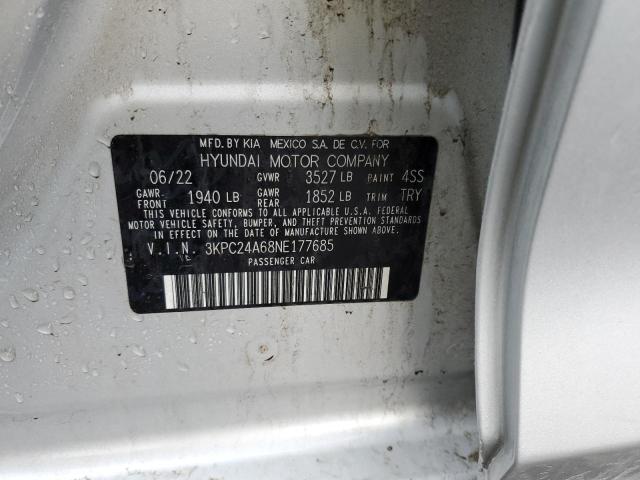 MFD. BY KIA MEXICO S.A. DE C.V. FOR
HYUNDAI MOTOR COMPANY
06/22 GVWR 3527 LB PAINT 4SS
GAWR FRONT 1940 LB GAWR REAR 1852 LB TRIM TRY
THIS VEHICLE CONFORMS TO ALL APPLICABLE U.S.A. FEDERAL
MOTOR VEHICLE SAFETY, BUMPER, AND THEFT PREVENTION STANDARDS
IN EFFECT ON THE DATE OF MANUFACTURE SHOWN ABOVE.
V.I.N. 3KPC24A68NE177685
PASSENGER CAR